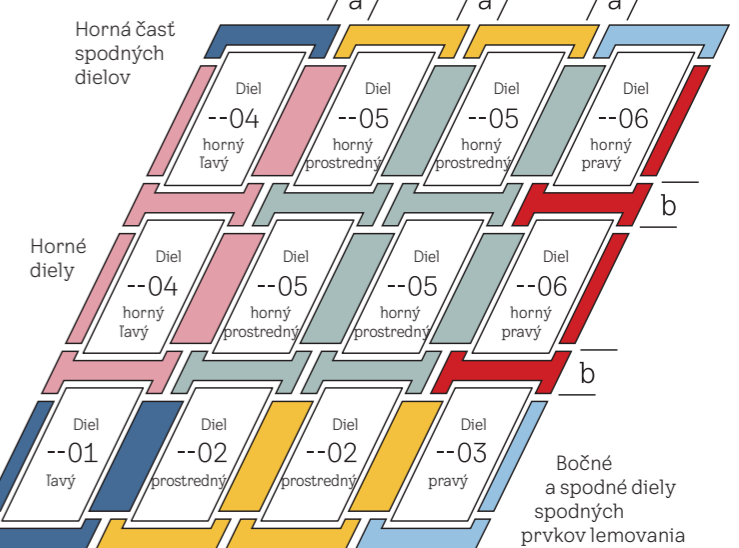 a
a
a
Horná časť
spodných
dielov
Diel
--04
horný
ľavý
Diel
--05
horný
prostredný
Diel
--05
horný
prostredný
Diel
--06
horný
pravý
b
Horné
diely
Diel
--04
horný
ľavý
Diel
--05
horný
prostredný
Diel
--05
horný
prostredný
Diel
--06
horný
pravý
b
Diel
--01
ľavý
Diel
--02
prostredný
Diel
--02
prostredný
Diel
--03
pravý
Bočné
a spodné diely
spodných
prvkov lemovania